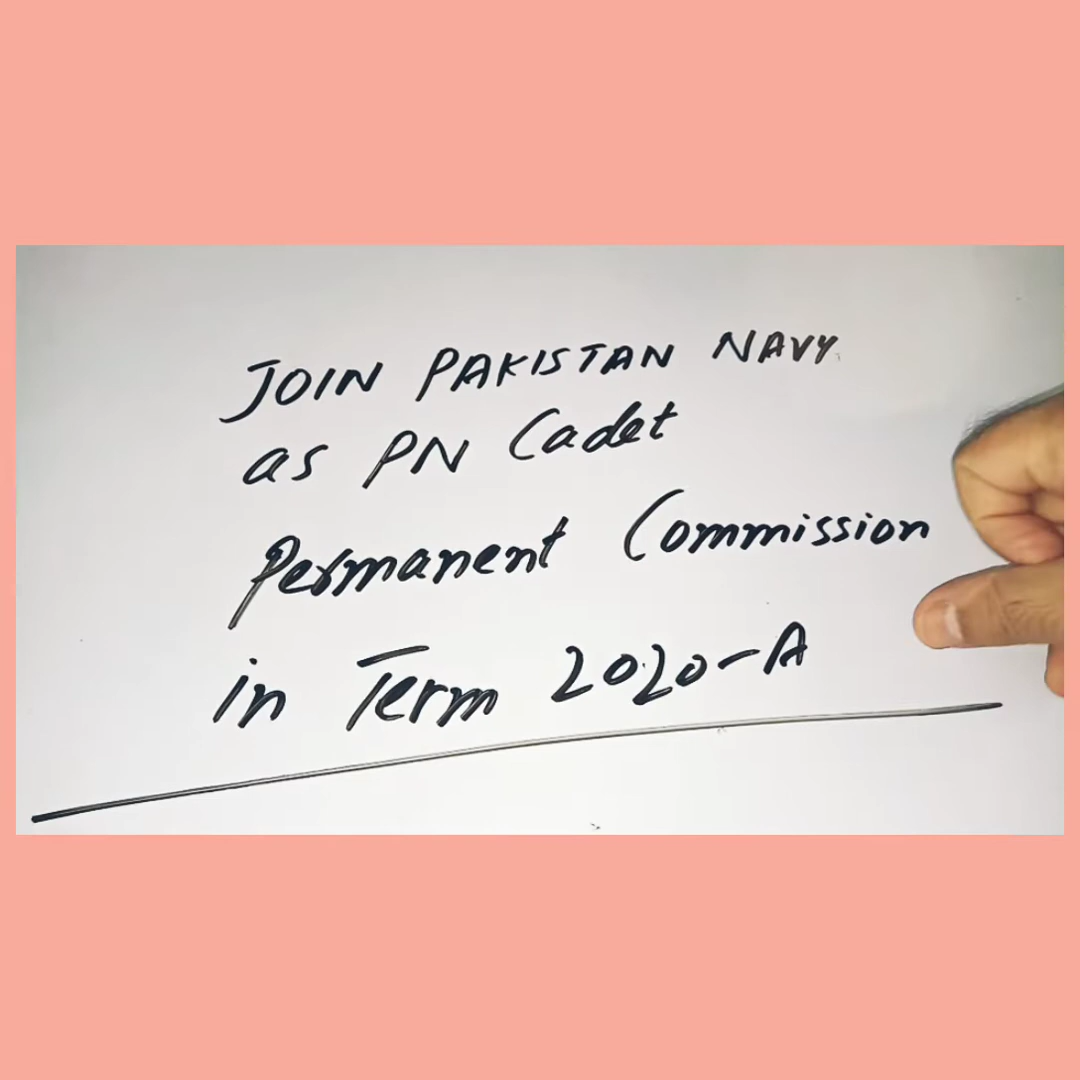 JOIN PAKISTAN NAVY
as PN Cadet
Permanent Commission
in Term 2020-A